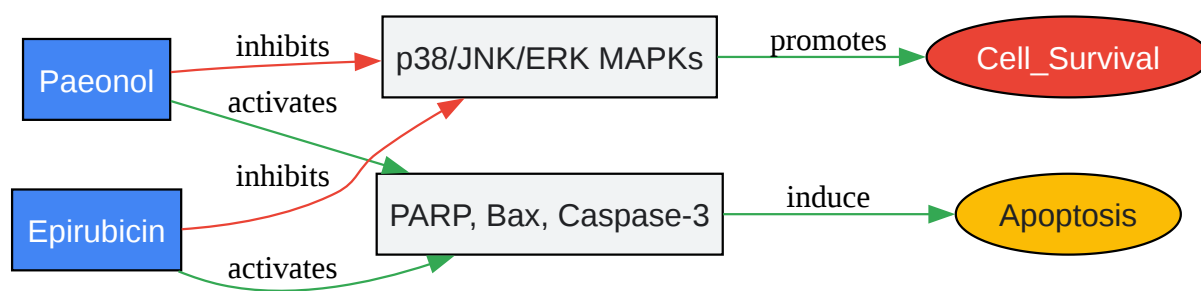 inhibits
p38/JNK/ERK MAPKs
promotes
Cell_Survival
Paeonol
activates
inhibits
PARP, Bax, Caspase-3
induce
Apoptosis
Epirubicin
activates